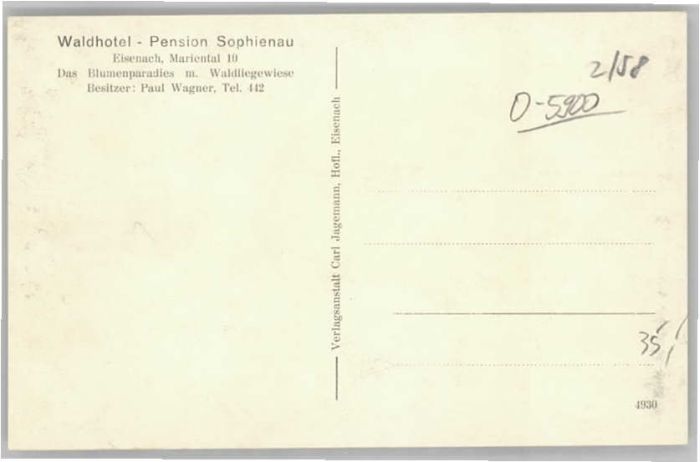 Waldhotel - Pension Sophienau
Eisenach, Mariental 10
Das Blumenparadies m. Waldliegewiese
Besitzer: Paul Wagner, Tel. 442
Verlagsanstalt Carl Jagemann, Hofl., Eisenach
2/58
O-5900
35,
4930